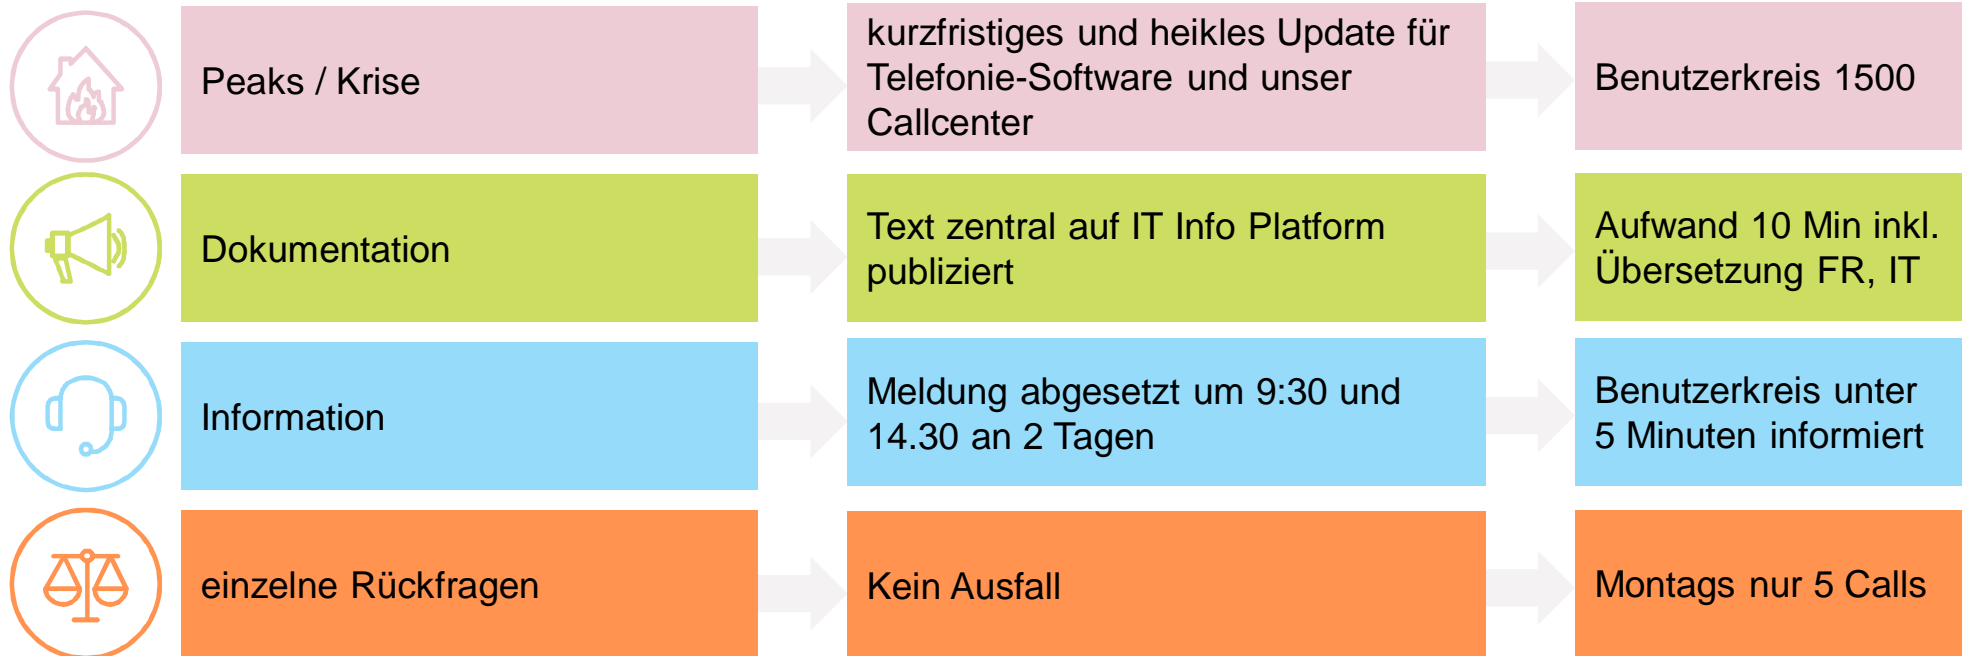 Peaks / Krise
kurzfristiges und heikles Update für
Telefonie-Software und unser
Callcenter
Benutzerkreis 1500
Dokumentation
Text zentral auf IT Info Platform
publiziert
Aufwand 10 Min inkl.
Übersetzung FR, IT
Information
Meldung abgesetzt um 9:30 und
14.30 an 2 Tagen
Benutzerkreis unter
5 Minuten informiert
einzelne Rückfragen
Kein Ausfall
Montags nur 5 Calls